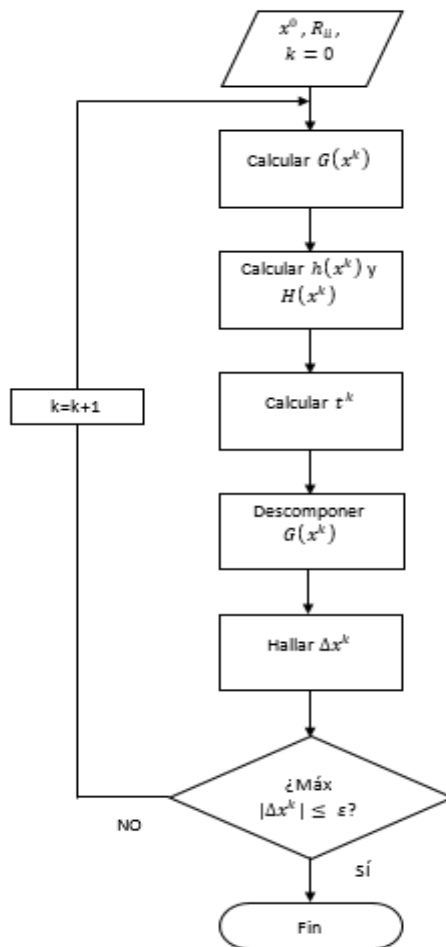 x⁰, Rᵢᵢ,
k = 0
Calcular G(xᵏ)
Calcular h(xᵏ) y
H(xᵏ)
k=k+1
Calcular tᵏ
Descomponer
G(xᵏ)
Hallar Δxᵏ
¿Máx
|Δxᵏ| ≤ ε?
NO
SÍ
Fin